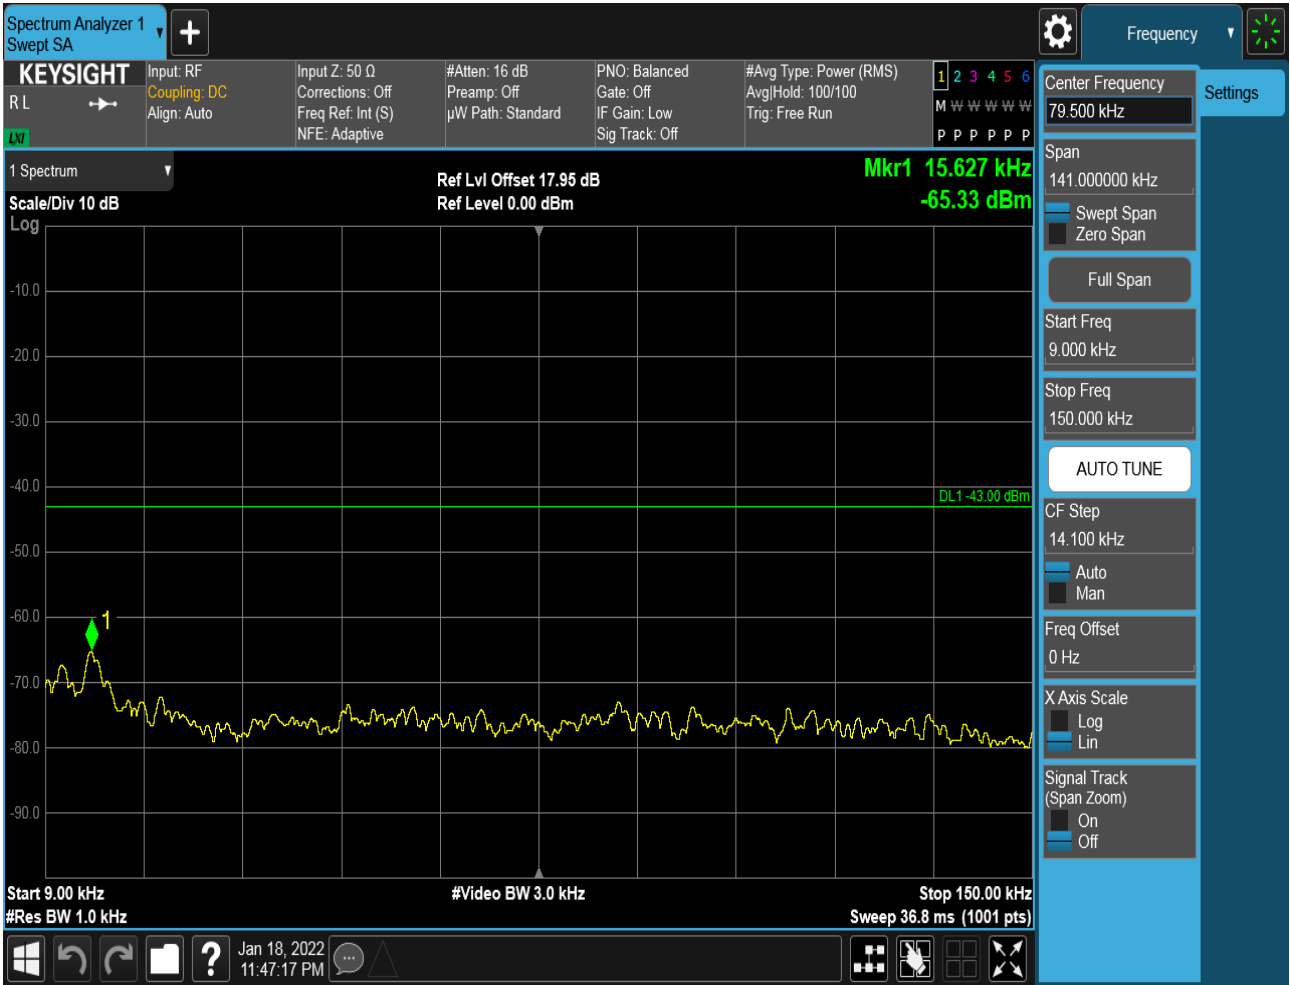 Spectrum Analyzer 1
Swept SA
Frequency
KEYSIGHT
R L
LXI
Input: RF
Coupling: DC
Align: Auto
Input Z: 50 Ω
Corrections: Off
Freq Ref: Int (S)
NFE: Adaptive
#Atten: 16 dB
Preamp: Off
µW Path: Standard
PNO: Balanced
Gate: Off
IF Gain: Low
Sig Track: Off
#Avg Type: Power (RMS)
Avg|Hold: 100/100
Trig: Free Run
1 2 3 4 5 6
M W W W W W
P P P P P P
1 Spectrum
Scale/Div 10 dB
Log
Ref Lvl Offset 17.95 dB
Ref Level 0.00 dBm
Mkr1 15.627 kHz
-65.33 dBm
-10.0
-20.0
-30.0
-40.0
DL1 -43.00 dBm
-50.0
-60.0
1
-70.0
-80.0
-90.0
Start 9.00 kHz
#Res BW 1.0 kHz
#Video BW 3.0 kHz
Stop 150.00 kHz
Sweep 36.8 ms (1001 pts)
Center Frequency
79.500 kHz
Settings
Span
141.000000 kHz
Swept Span
Zero Span
Full Span
Start Freq
9.000 kHz
Stop Freq
150.000 kHz
AUTO TUNE
CF Step
14.100 kHz
Auto
Man
Freq Offset
0 Hz
X Axis Scale
Log
Lin
Signal Track
(Span Zoom)
On
Off
?
Jan 18, 2022
11:47:17 PM